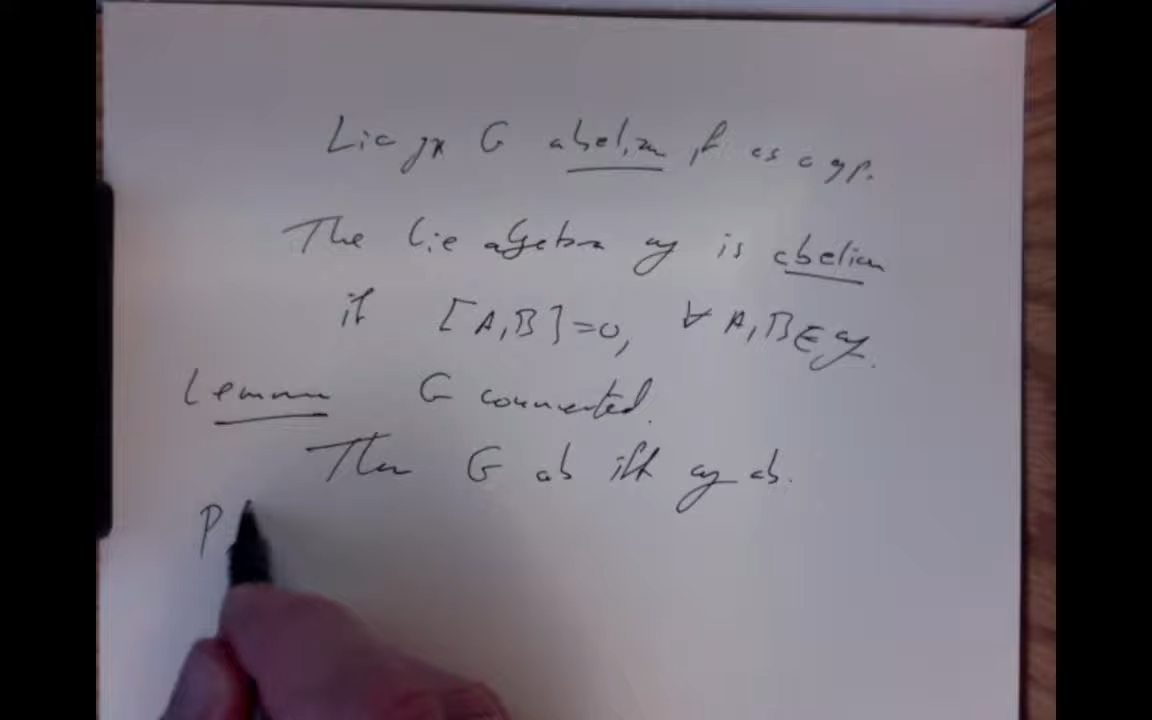 Lie gp G abelian if as a gp.
The Lie algebra 𝔤 is abelian
if [A,B]=0, ∀ A,B∈𝔤.
Lemma G connected.
Then G ab iff 𝔤 ab.
P